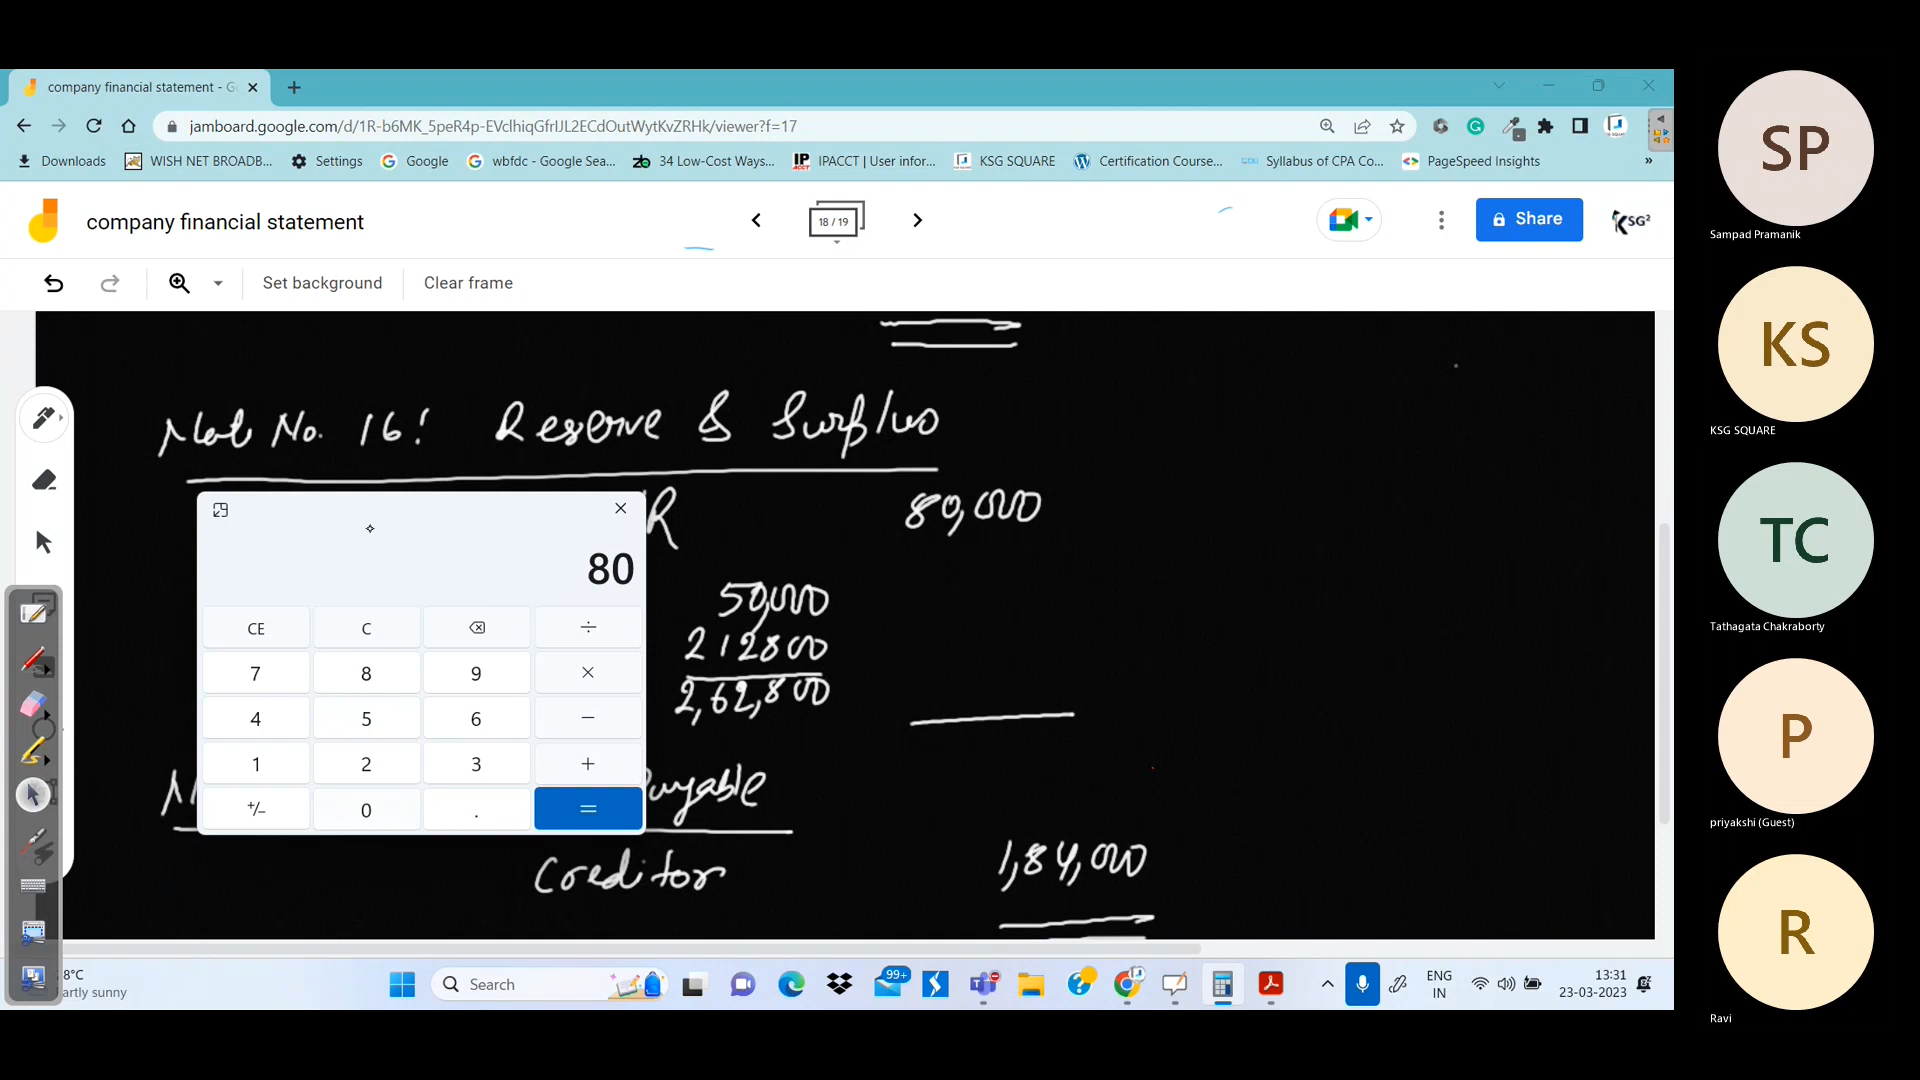 company financial statement - G
jamboard.google.com/d/1R-b6MK_5peR4p-EVclhiqGfrIJL2ECdOutWytKvZRHk/viewer?f=17
Downloads WISH NET BROADB... Settings Google wbfdc - Google Sea... 34 Low-Cost Ways... IPACCT | User infor... KSG SQUARE Certification Course... Syllabus of CPA Co... PageSpeed Insights »
company financial statement
18 / 19
Share
KSG²
Set background Clear frame
Note No. 16: Reserve & Surplus
R 80,000
50,000
212800
2,62,800
Payable
Creditor 1,84,000
80
CE C ÷
7 8 9 ×
4 5 6 −
1 2 3 +
+/− 0 . =
8°C
artly sunny
Search
99+
ENG
IN
13:31
23-03-2023
SP
Sampad Pramanik
KS
KSG SQUARE
TC
Tathagata Chakraborty
P
priyakshi (Guest)
R
Ravi